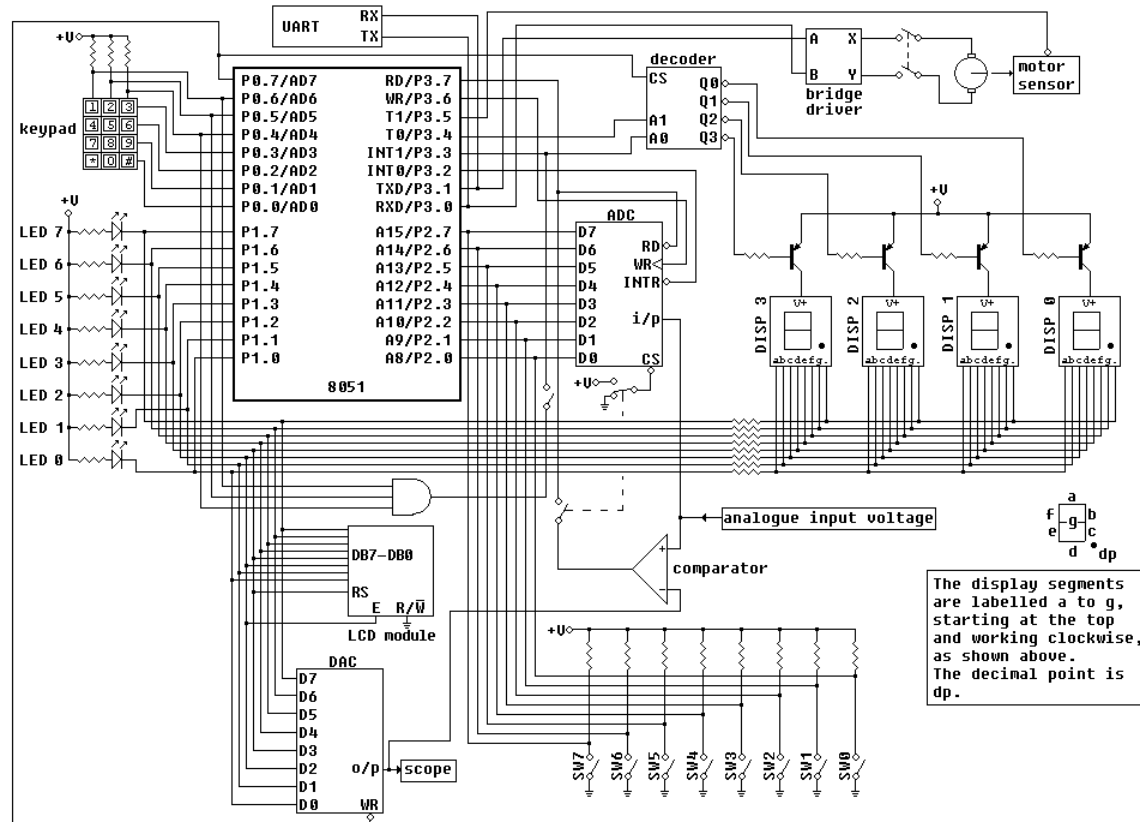 UART
RX
TX
+V
keypad
1 2 3
4 5 6
7 8 9
* 0 #
P0.7/AD7
P0.6/AD6
P0.5/AD5
P0.4/AD4
P0.3/AD3
P0.2/AD2
P0.1/AD1
P0.0/AD0
P1.7
P1.6
P1.5
P1.4
P1.3
P1.2
P1.1
P1.0
RD/P3.7
WR/P3.6
T1/P3.5
T0/P3.4
INT1/P3.3
INT0/P3.2
TXD/P3.1
RXD/P3.0
A15/P2.7
A14/P2.6
A13/P2.5
A12/P2.4
A11/P2.3
A10/P2.2
A9/P2.1
A8/P2.0
8051
+V
LED 7
LED 6
LED 5
LED 4
LED 3
LED 2
LED 1
LED 0
decoder
CS
A1
A0
Q0
Q1
Q2
Q3
A
B
X
Y
bridge
driver
motor
sensor
ADC
D7
D6
D5
D4
D3
D2
D1
D0
RD
WR
INTR
i/p
CS
+V
+V
DISP 3
V+
abcdefg.
DISP 2
V+
abcdefg.
DISP 1
V+
abcdefg.
DISP 0
V+
abcdefg.
analogue input voltage
+
-
comparator
DB7-DB0
RS
E
R/W̅
LCD module
DAC
D7
D6
D5
D4
D3
D2
D1
D0
o/p
WR
scope
+V
SW7
SW6
SW5
SW4
SW3
SW2
SW1
SW0
a
f
b
g
e
c
d
dp
The display segments
are labelled a to g,
starting at the top
and working clockwise,
as shown above.
The decimal point is
dp.